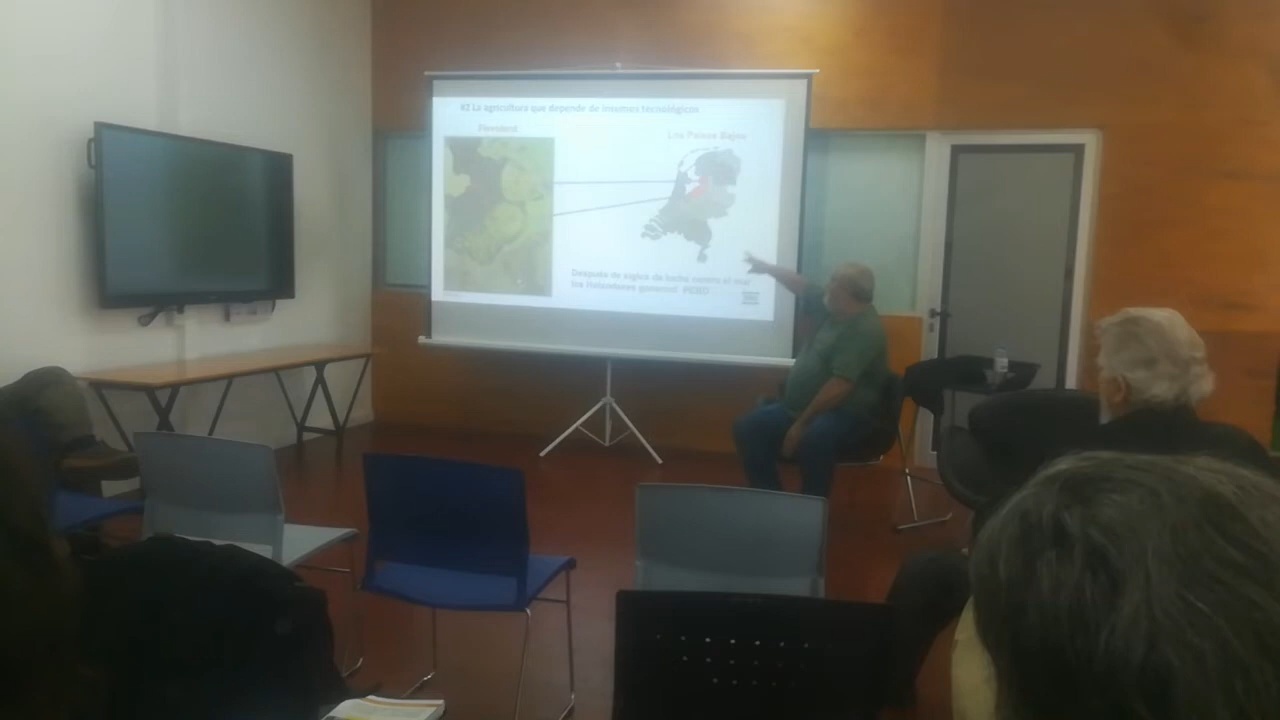 #2 La agricultura que depende de insumos tecnológicos
Flevoland
Los Países Bajos
Después de siglos de lucha contra el mar
los Holandeses ganaron